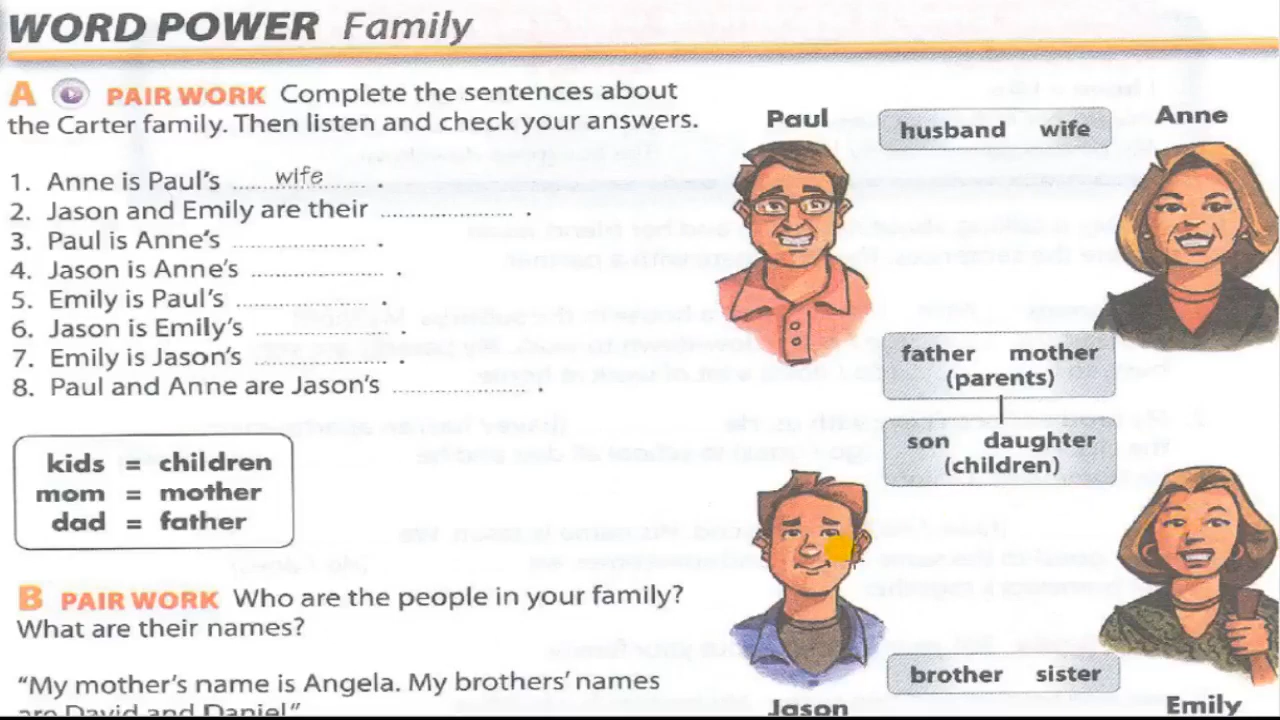 WORD POWER Family
A PAIR WORK Complete the sentences about
the Carter family. Then listen and check your answers.
1. Anne is Paul's wife .
2. Jason and Emily are their .................... .
3. Paul is Anne's .................... .
4. Jason is Anne's .................... .
5. Emily is Paul's .................... .
6. Jason is Emily's .................... .
7. Emily is Jason's .................... .
8. Paul and Anne are Jason's .................... .
kids = children
mom = mother
dad = father
B PAIR WORK Who are the people in your family?
What are their names?
"My mother's name is Angela. My brothers' names
are David and Daniel."
Paul
husband wife
Anne
father mother
(parents)
son daughter
(children)
brother sister
Jason
Emily